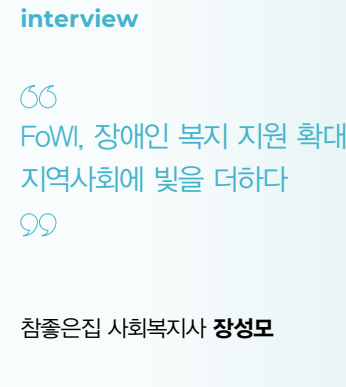 interview
“
FoWI, 장애인 복지 지원 확대
지역사회에 빛을 더하다
”
참좋은집 사회복지사 장성모